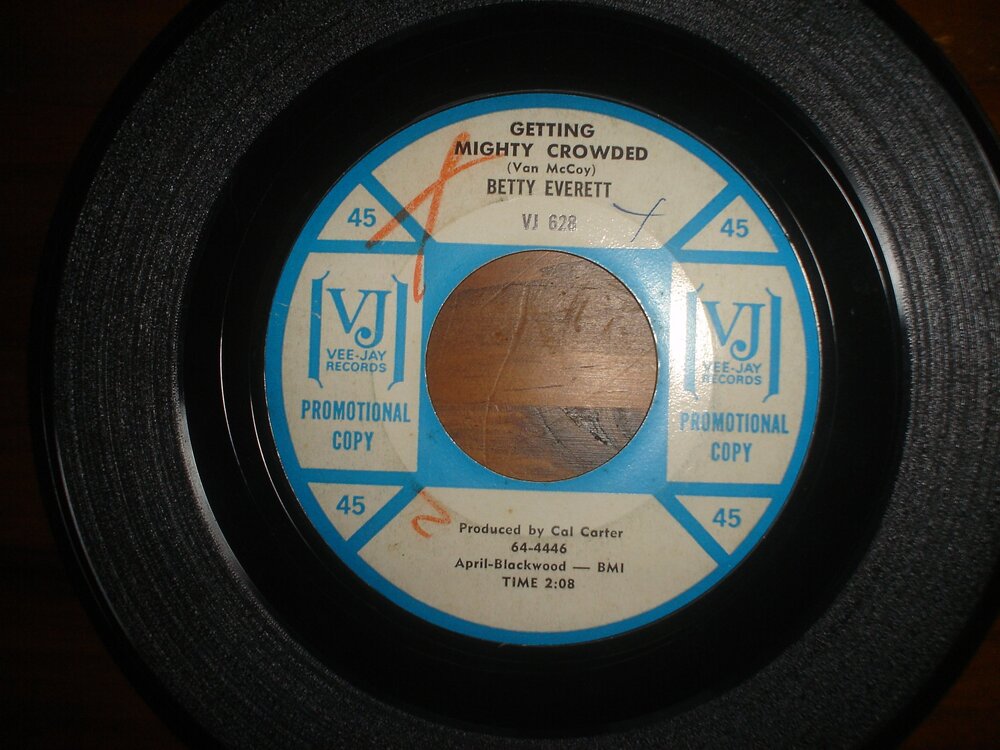 GETTING
MIGHTY CROWDED
(Van McCoy)
BETTY EVERETT
VJ 628
45
45
VJ
VEE-JAY
RECORDS
PROMOTIONAL
COPY
VJ
VEE-JAY
RECORDS
PROMOTIONAL
COPY
45
45
Produced by Cal Carter
64-4446
April-Blackwood — BMI
TIME 2:08